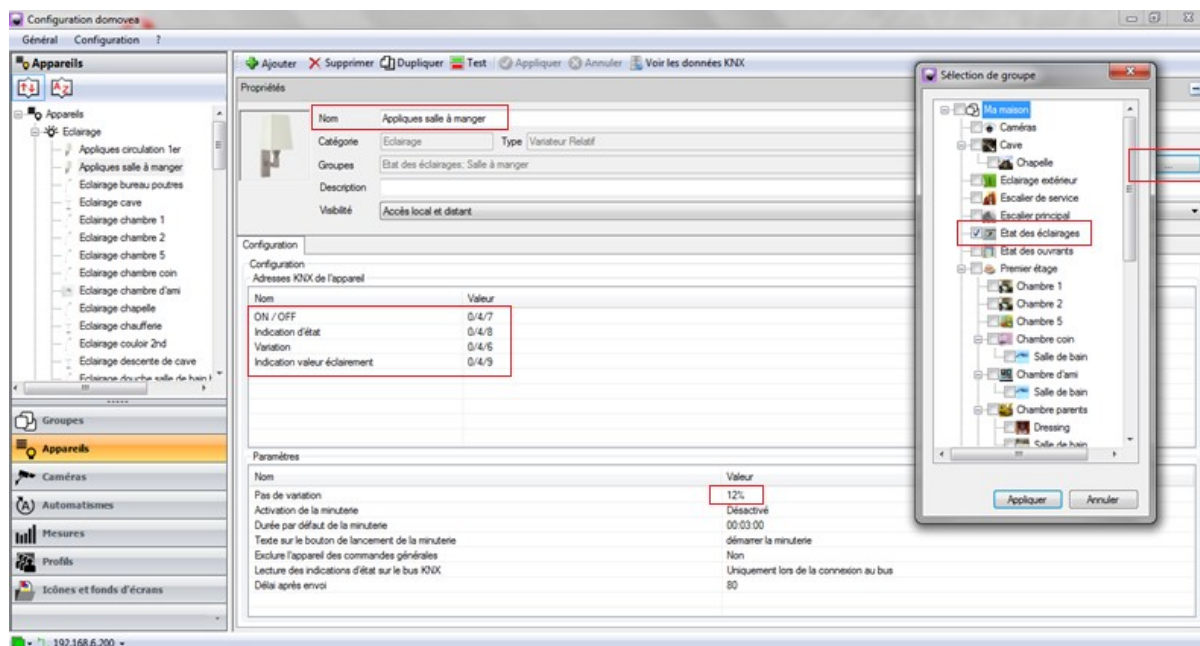 Configuration domovea
Général Configuration ?
Appareils
Appareils
Eclairage
Appliques circulation 1er
Appliques salle à manger
Eclairage bureau poutres
Eclairage cave
Eclairage chambre 1
Eclairage chambre 2
Eclairage chambre 5
Eclairage chambre coin
Eclairage chambre d'ami
Eclairage chapelle
Eclairage chaufferie
Eclairage couloir 2nd
Eclairage descente de cave
Eclairage douche salle de bain
Groupes
Appareils
Caméras
Automatismes
Mesures
Profils
Icônes et fonds d'écrans
192.168.6.200
Ajouter Supprimer Dupliquer Test Appliquer Annuler Voir les données KNX
Propriétés
Nom Appliques salle à manger
Catégorie Eclairage Type Variateur Relatif
Groupes Etat des éclairages; Salle à manger
Description
Visibilité Accès local et distant
Configuration
Configuration
Adresses KNX de l'appareil
Nom Valeur
ON / OFF 0/4/7
Indication d'état 0/4/8
Variation 0/4/6
Indication valeur éclairement 0/4/9
Paramètres
Nom Valeur
Pas de variation 12%
Activation de la minuterie Désactivé
Durée par défaut de la minuterie 00:03:00
Texte sur le bouton de lancement de la minuterie démarrer la minuterie
Exclure l'appareil des commandes générales Non
Lecture des indications d'état sur le bus KNX Uniquement lors de la connexion au bus
Délai après envoi 80
Sélection de groupe
Ma maison
Caméras
Cave
Chapelle
Eclairage extérieur
Escalier de service
Escalier principal
Etat des éclairages
Etat des ouvrants
Premier étage
Chambre 1
Chambre 2
Chambre 5
Chambre coin
Salle de bain
Chambre d'ami
Salle de bain
Chambre parents
Dressing
Salle de bain
Appliquer Annuler
...